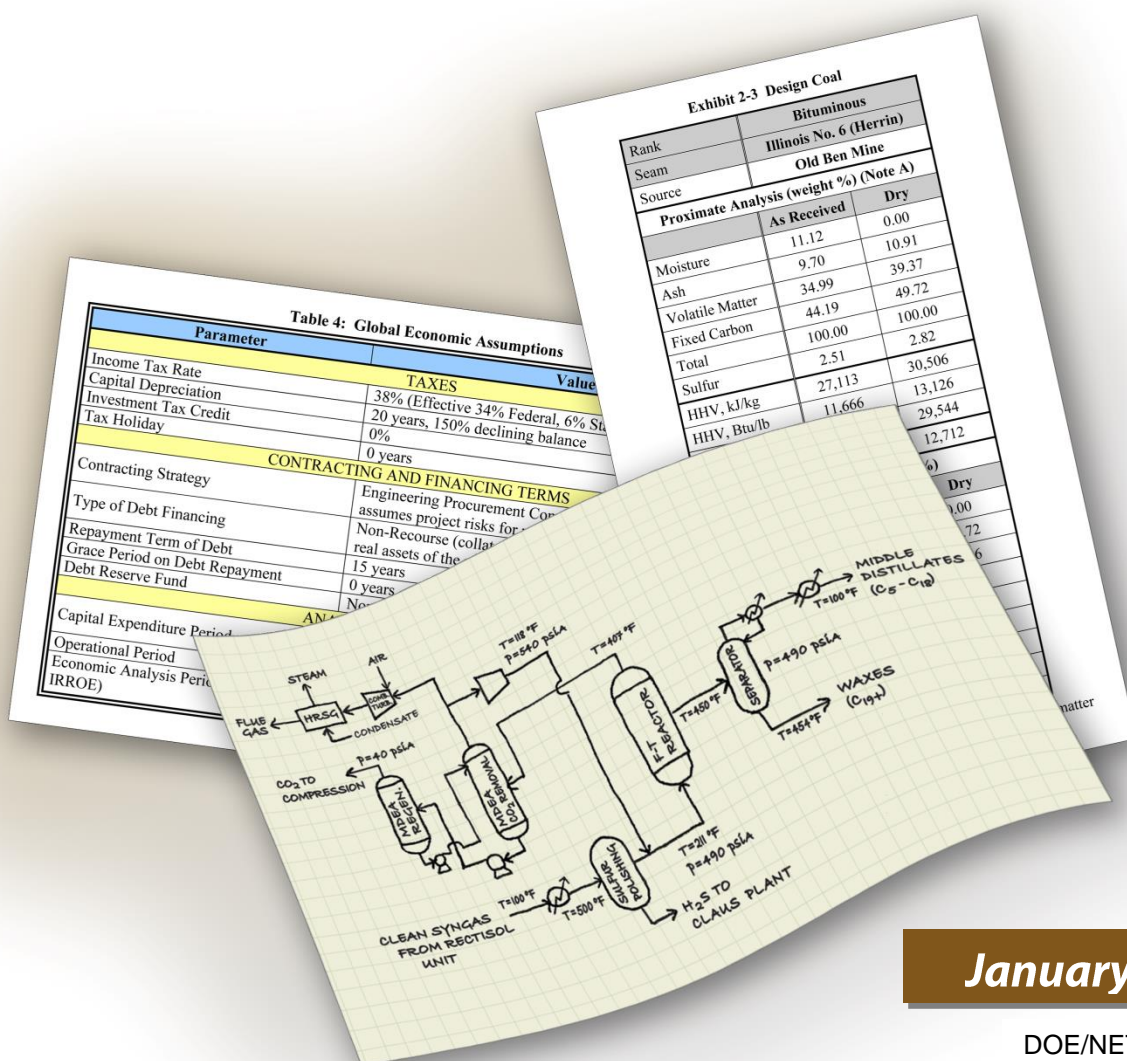 Exhibit 2-3 Design Coal
Rank Bituminous
Seam Illinois No. 6 (Herrin)
Source Old Ben Mine
Proximate Analysis (weight %) (Note A)
As Received Dry
Moisture 11.12 0.00
Ash 9.70 10.91
Volatile Matter 34.99 39.37
Fixed Carbon 44.19 49.72
Total 100.00 100.00
Sulfur 2.51 2.82
HHV, kJ/kg 27,113 30,506
HHV, Btu/lb 11,666 13,126
29,544
12,712
Dry
72
matter
Table 4: Global Economic Assumptions
Parameter Value
TAXES
Income Tax Rate 38% (Effective 34% Federal, 6%
Capital Depreciation 20 years, 150% declining balance
Investment Tax Credit 0%
Tax Holiday 0 years
CONTRACTING AND FINANCING TERMS
Contracting Strategy Engineering Procurement
assumes project risks for
Type of Debt Financing Non-Recourse
real assets of the
Repayment Term of Debt 15 years
Grace Period on Debt Repayment 0 years
Debt Reserve Fund
Capital Expenditure
Operational Period
Economic Analysis
IRROE)
MIDDLE
DISTILLATES
(C5-C18)
T=100°F
P=490 psia
SEPARATOR
WAXES
(C19+)
T=454°F
T=450°F
T=407°F
F-T
REACTOR
T=118°F
P=540 psia
AIR
STEAM
COMB
TURB.
HRSG
FLUE
GAS
CONDENSATE
P=40 psia
CO2 TO
COMPRESSION
MDEA
REGEN.
MDEA
CO2 REMOVAL
T=211°F
P=490 psia
SULFUR
POLISHING
H2S TO
CLAUS PLANT
T=100°F
T=500°F
CLEAN SYNGAS
FROM RECTISOL
UNIT
January
DOE/NET